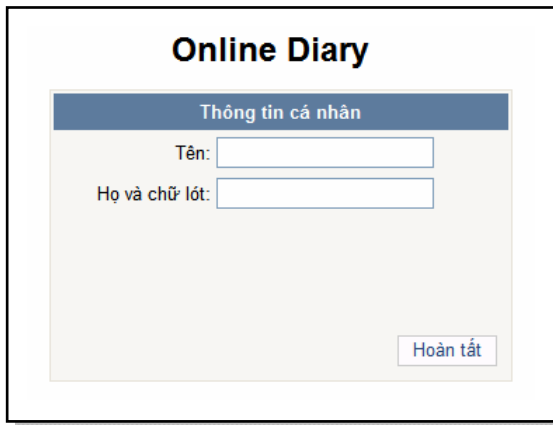 Online Diary
Thông tin cá nhân
Tên:
Họ và chữ lót:
Hoàn tất